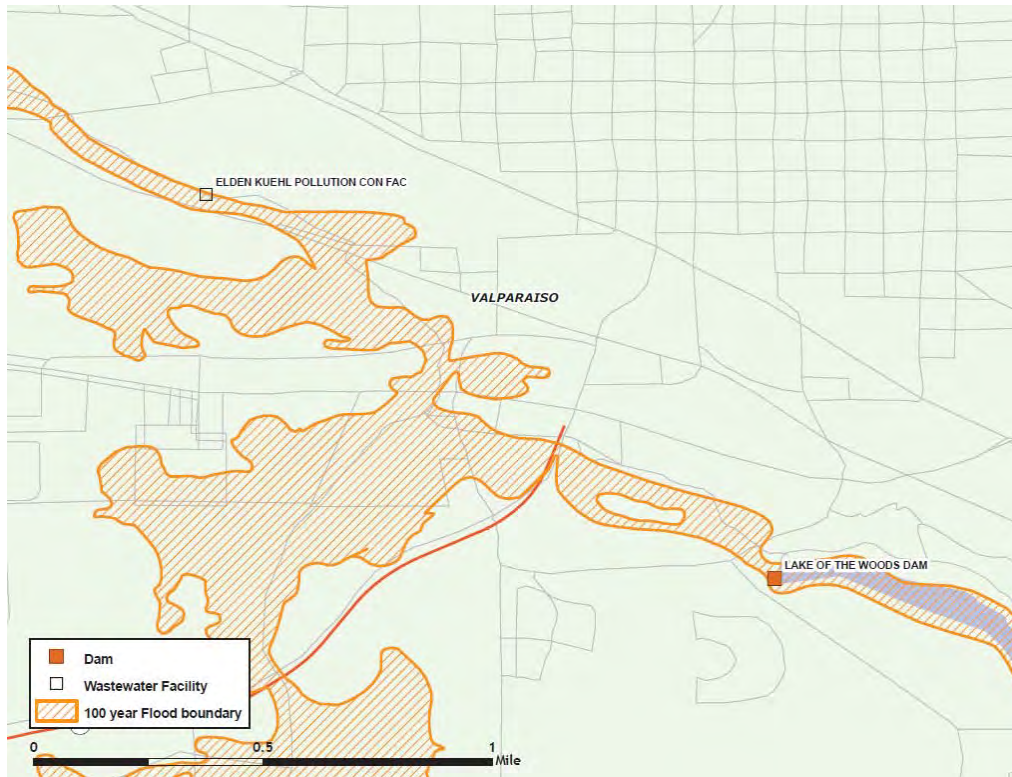 ELDEN KUEHL POLLUTION CON FAC
VALPARAISO
LAKE OF THE WOODS DAM
Dam
Wastewater Facility
100 year Flood boundary
0 0.5 1
Mile